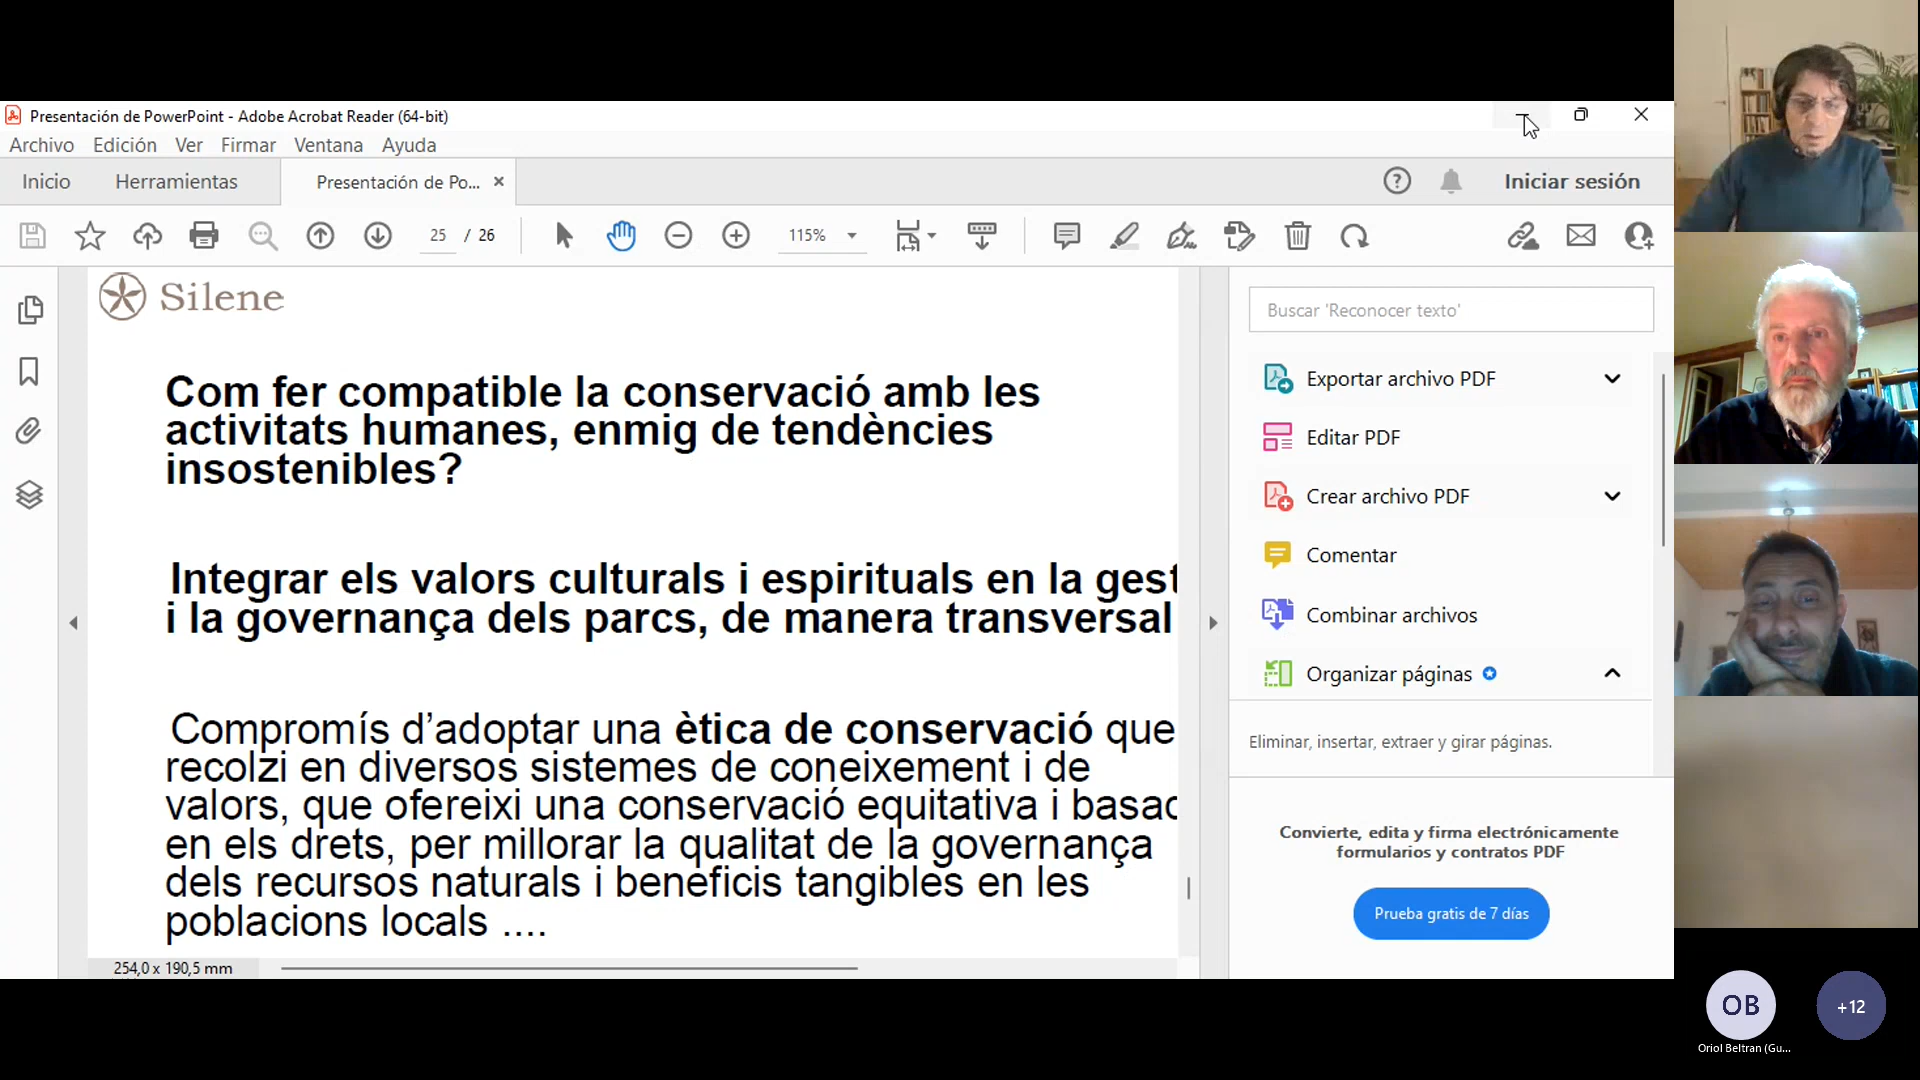 Presentación de PowerPoint - Adobe Acrobat Reader (64-bit)
Archivo Edición Ver Firmar Ventana Ayuda
Inicio Herramientas Presentación de Po... Iniciar sesión
25 / 26 115%
Silene
Com fer compatible la conservació amb les
activitats humanes, enmig de tendències
insostenibles?
Integrar els valors culturals i espirituals en la gest
i la governança dels parcs, de manera transversal
Compromís d’adoptar una ètica de conservació que
recolzi en diversos sistemes de coneixement i de
valors, que ofereixi una conservació equitativa i basad
en els drets, per millorar la qualitat de la governança
dels recursos naturals i beneficis tangibles en les
poblacions locals ....
254,0 x 190,5 mm
Buscar 'Reconocer texto'
Exportar archivo PDF
Editar PDF
Crear archivo PDF
Comentar
Combinar archivos
Organizar páginas
Eliminar, insertar, extraer y girar páginas.
Convierte, edita y firma electrónicamente
formularios y contratos PDF
Prueba gratis de 7 días
OB
+12
Oriol Beltran (Gu...